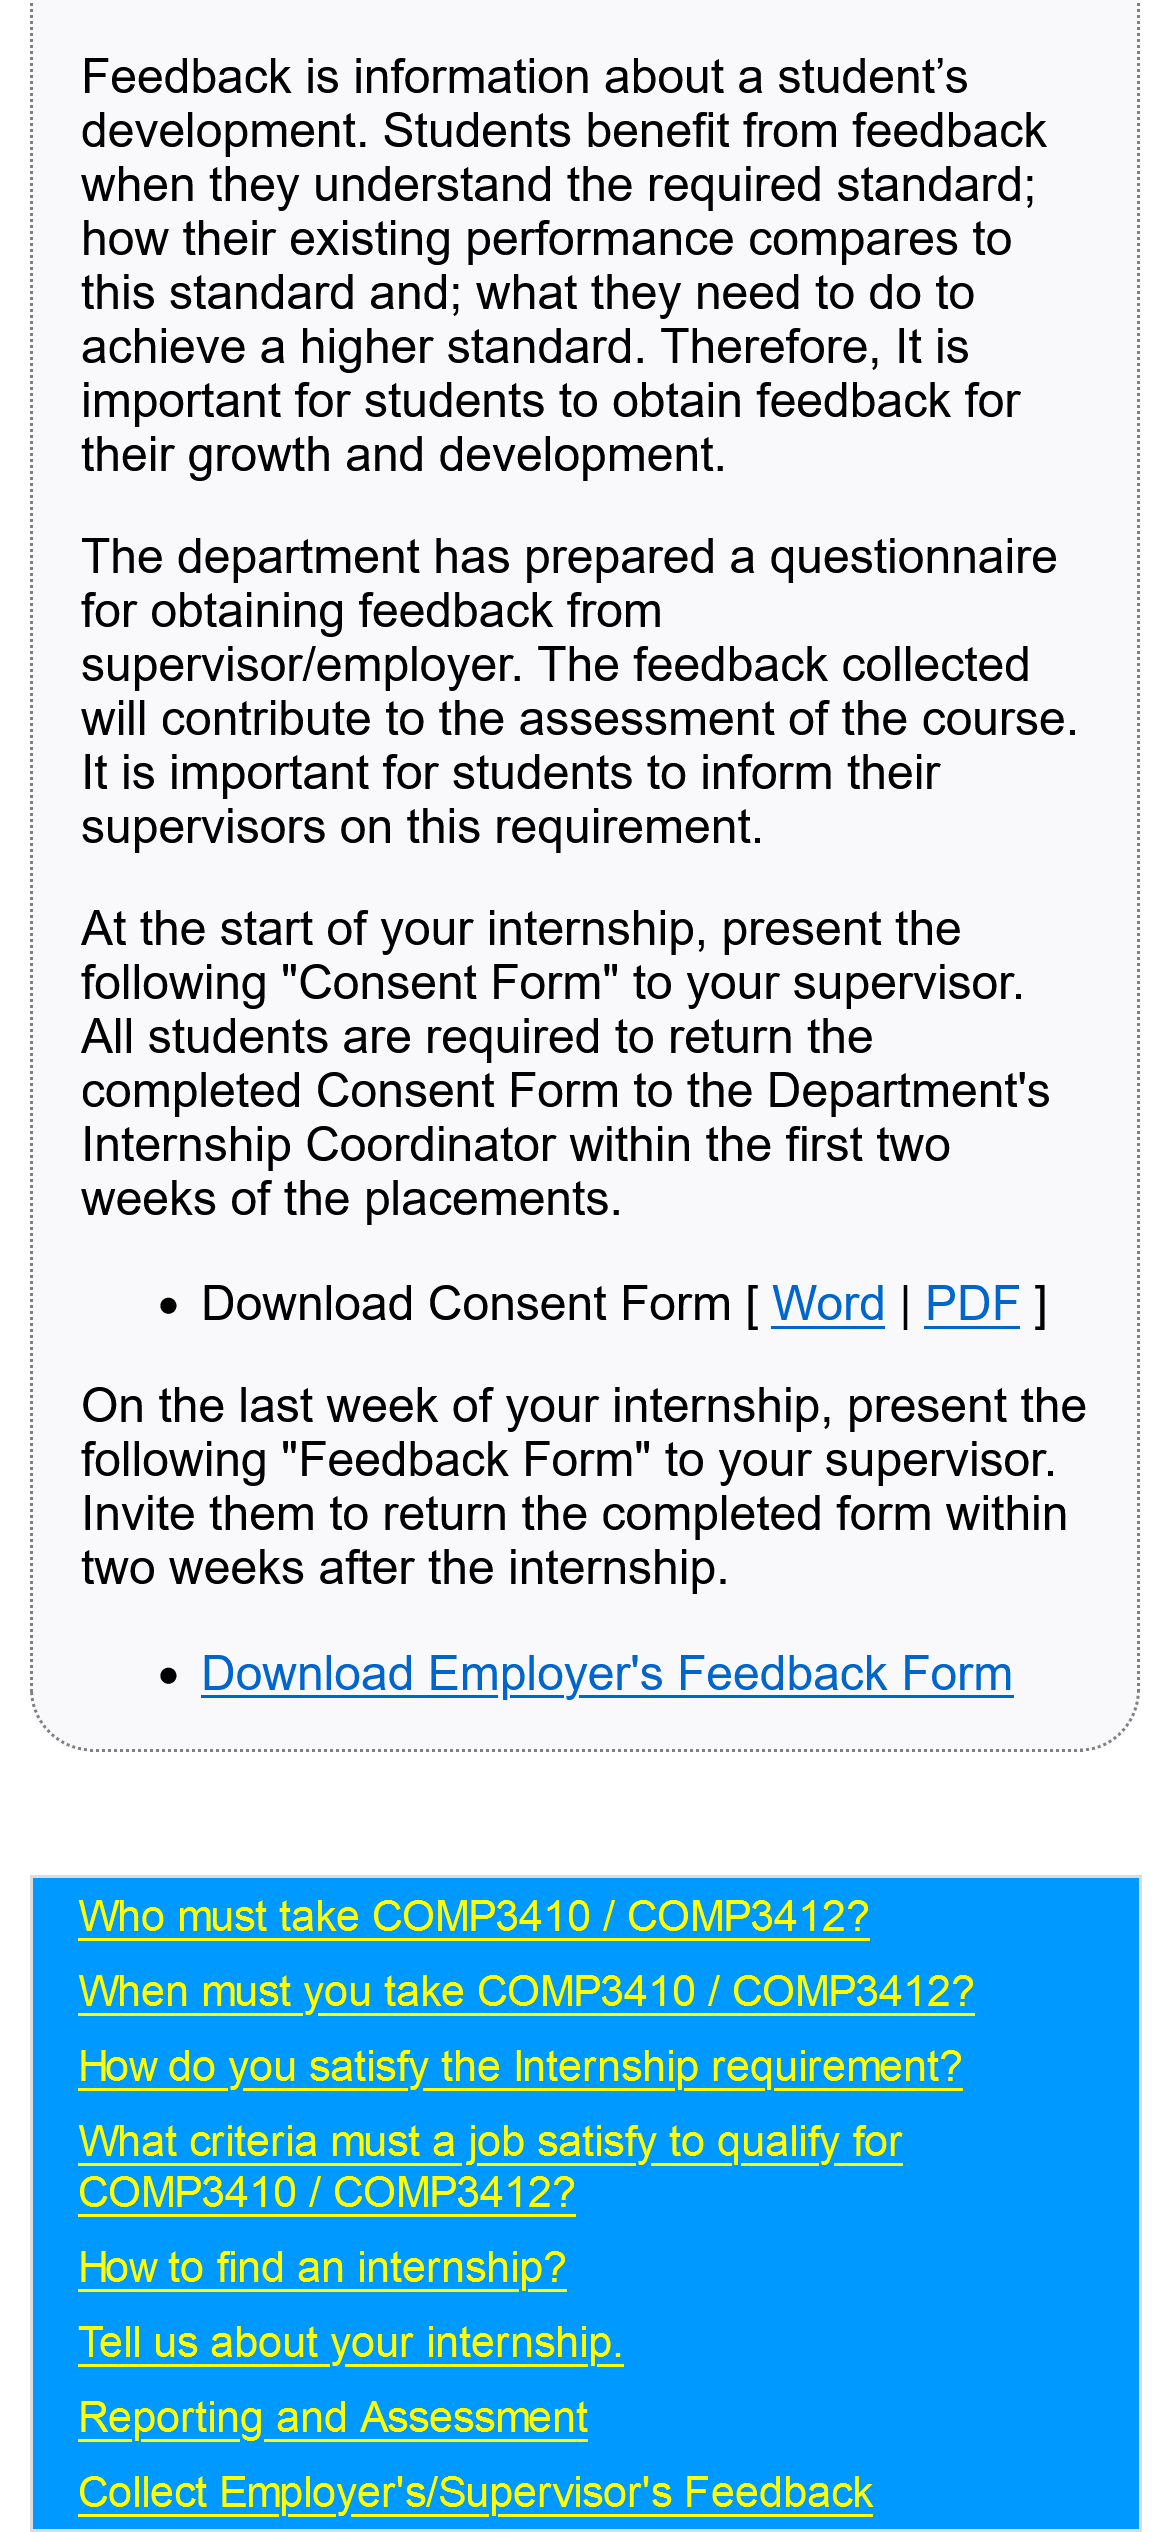 Feedback is information about a student’s
development. Students benefit from feedback
when they understand the required standard;
how their existing performance compares to
this standard and; what they need to do to
achieve a higher standard. Therefore, It is
important for students to obtain feedback for
their growth and development.
The department has prepared a questionnaire
for obtaining feedback from
supervisor/employer. The feedback collected
will contribute to the assessment of the course.
It is important for students to inform their
supervisors on this requirement.
At the start of your internship, present the
following "Consent Form" to your supervisor.
All students are required to return the
completed Consent Form to the Department's
Internship Coordinator within the first two
weeks of the placements.
• Download Consent Form [ Word | PDF ]
On the last week of your internship, present the
following "Feedback Form" to your supervisor.
Invite them to return the completed form within
two weeks after the internship.
• Download Employer's Feedback Form
Who must take COMP3410 / COMP3412?
When must you take COMP3410 / COMP3412?
How do you satisfy the Internship requirement?
What criteria must a job satisfy to qualify for
COMP3410 / COMP3412?
How to find an internship?
Tell us about your internship.
Reporting and Assessment
Collect Employer's/Supervisor's Feedback